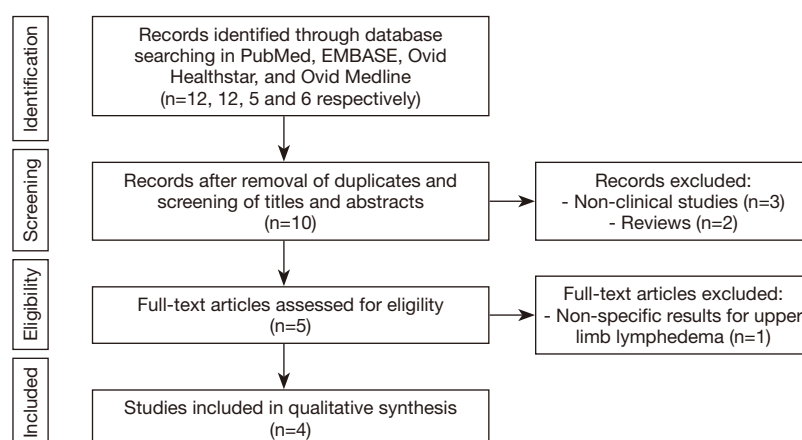 Identification
Records identified through database
searching in PubMed, EMBASE, Ovid
Healthstar, and Ovid Medline
(n=12, 12, 5 and 6 respectively)
Screening
Records after removal of duplicates and
screening of titles and abstracts
(n=10)
Records excluded:
- Non-clinical studies (n=3)
- Reviews (n=2)
Eligibility
Full-text articles assessed for eligility
(n=5)
Full-text articles excluded:
- Non-specific results for upper
limb lymphedema (n=1)
Included
Studies included in qualitative synthesis
(n=4)